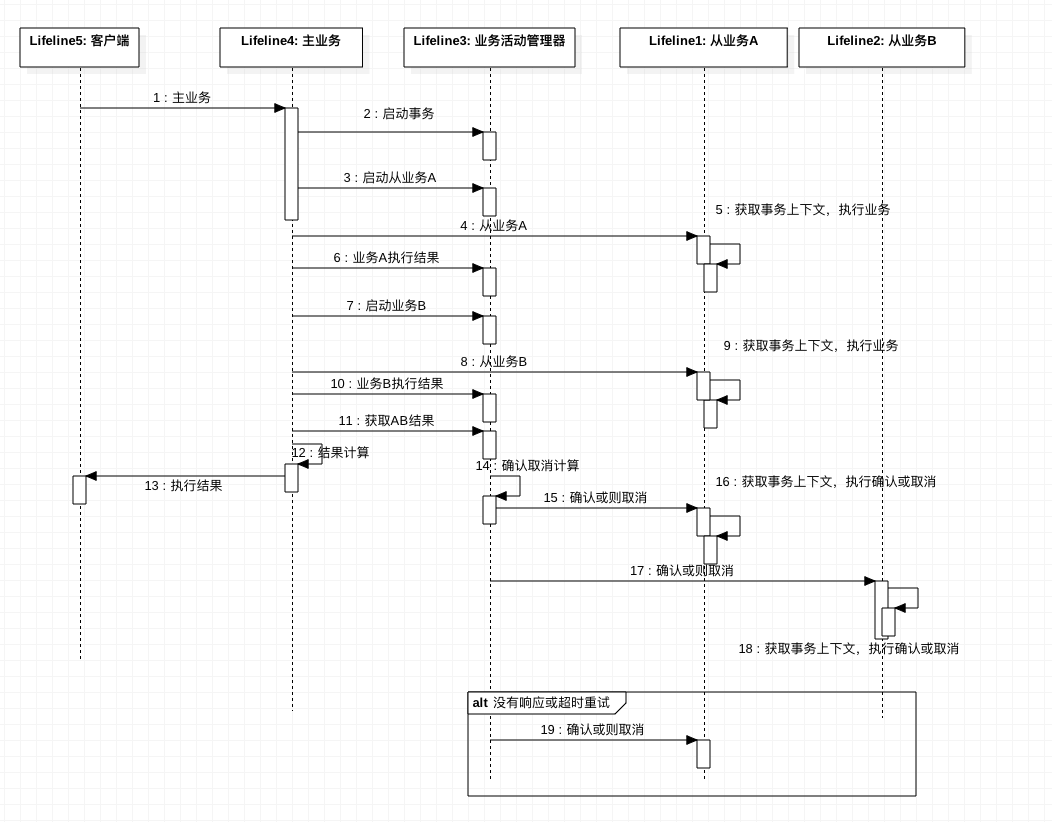 Lifeline5: 客户端
Lifeline4: 主业务
Lifeline3: 业务活动管理器
Lifeline1: 从业务A
Lifeline2: 从业务B
1 : 主业务
2 : 启动事务
3 : 启动从业务A
5 : 获取事务上下文，执行业务
4 : 从业务A
6 : 业务A执行结果
7 : 启动业务B
9 : 获取事务上下文，执行业务
8 : 从业务B
10 : 业务B执行结果
11 : 获取AB结果
12 : 结果计算
14 : 确认取消计算
13 : 执行结果
16 : 获取事务上下文，执行确认或取消
15 : 确认或则取消
17 : 确认或则取消
18 : 获取事务上下文，执行确认或取消
alt 没有响应或超时重试
19 : 确认或则取消